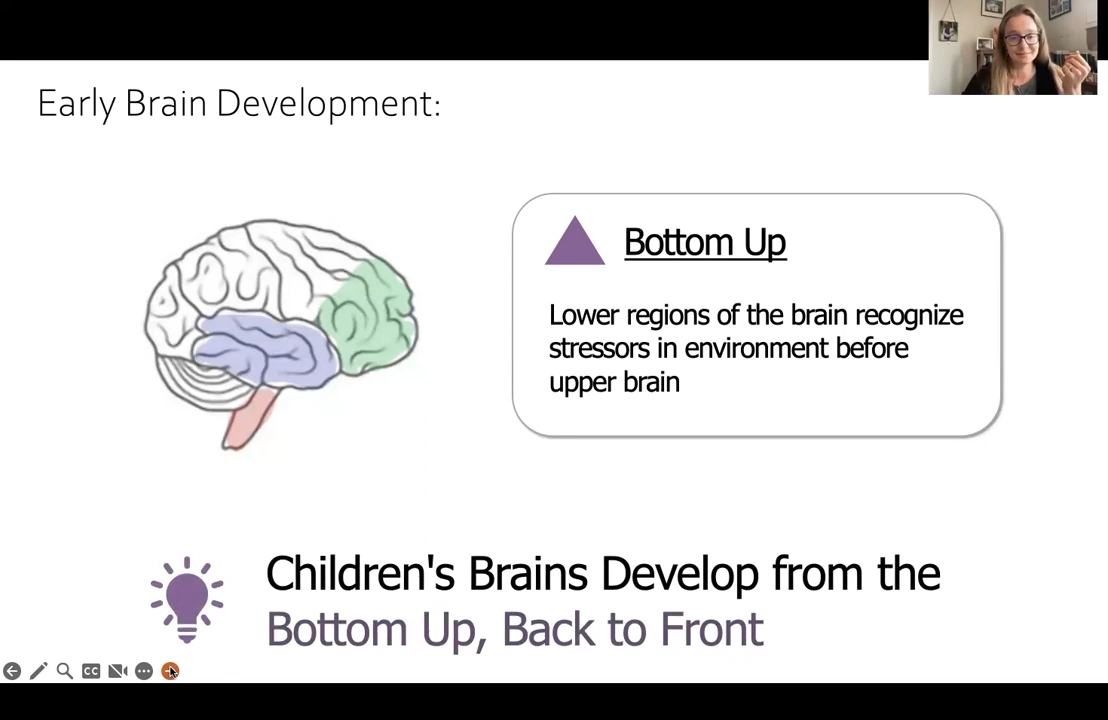 Early Brain Development:
Bottom Up
Lower regions of the brain recognize
stressors in environment before
upper brain
Children's Brains Develop from the
Bottom Up, Back to Front
CC